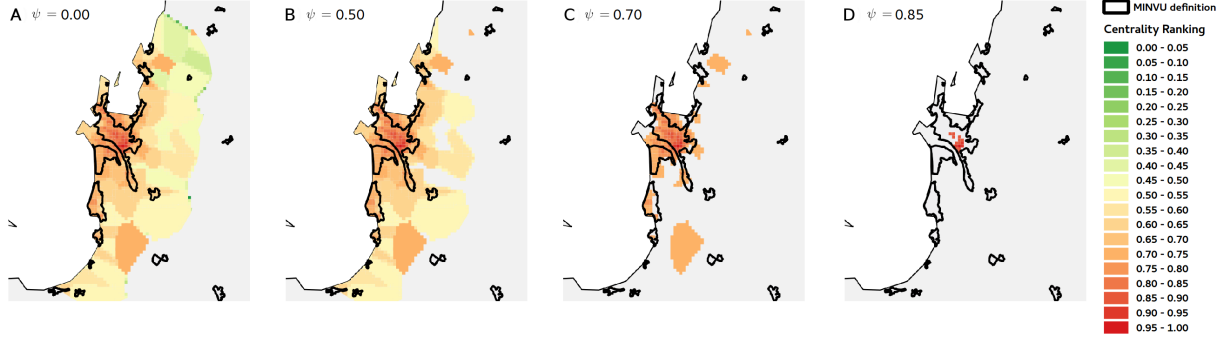 A ψ = 0.00
B ψ = 0.50
C ψ = 0.70
D ψ = 0.85
MINVU definition
Centrality Ranking
0.00 - 0.05
0.05 - 0.10
0.10 - 0.15
0.15 - 0.20
0.20 - 0.25
0.25 - 0.30
0.30 - 0.35
0.35 - 0.40
0.40 - 0.45
0.45 - 0.50
0.50 - 0.55
0.55 - 0.60
0.60 - 0.65
0.65 - 0.70
0.70 - 0.75
0.75 - 0.80
0.80 - 0.85
0.85 - 0.90
0.90 - 0.95
0.95 - 1.00